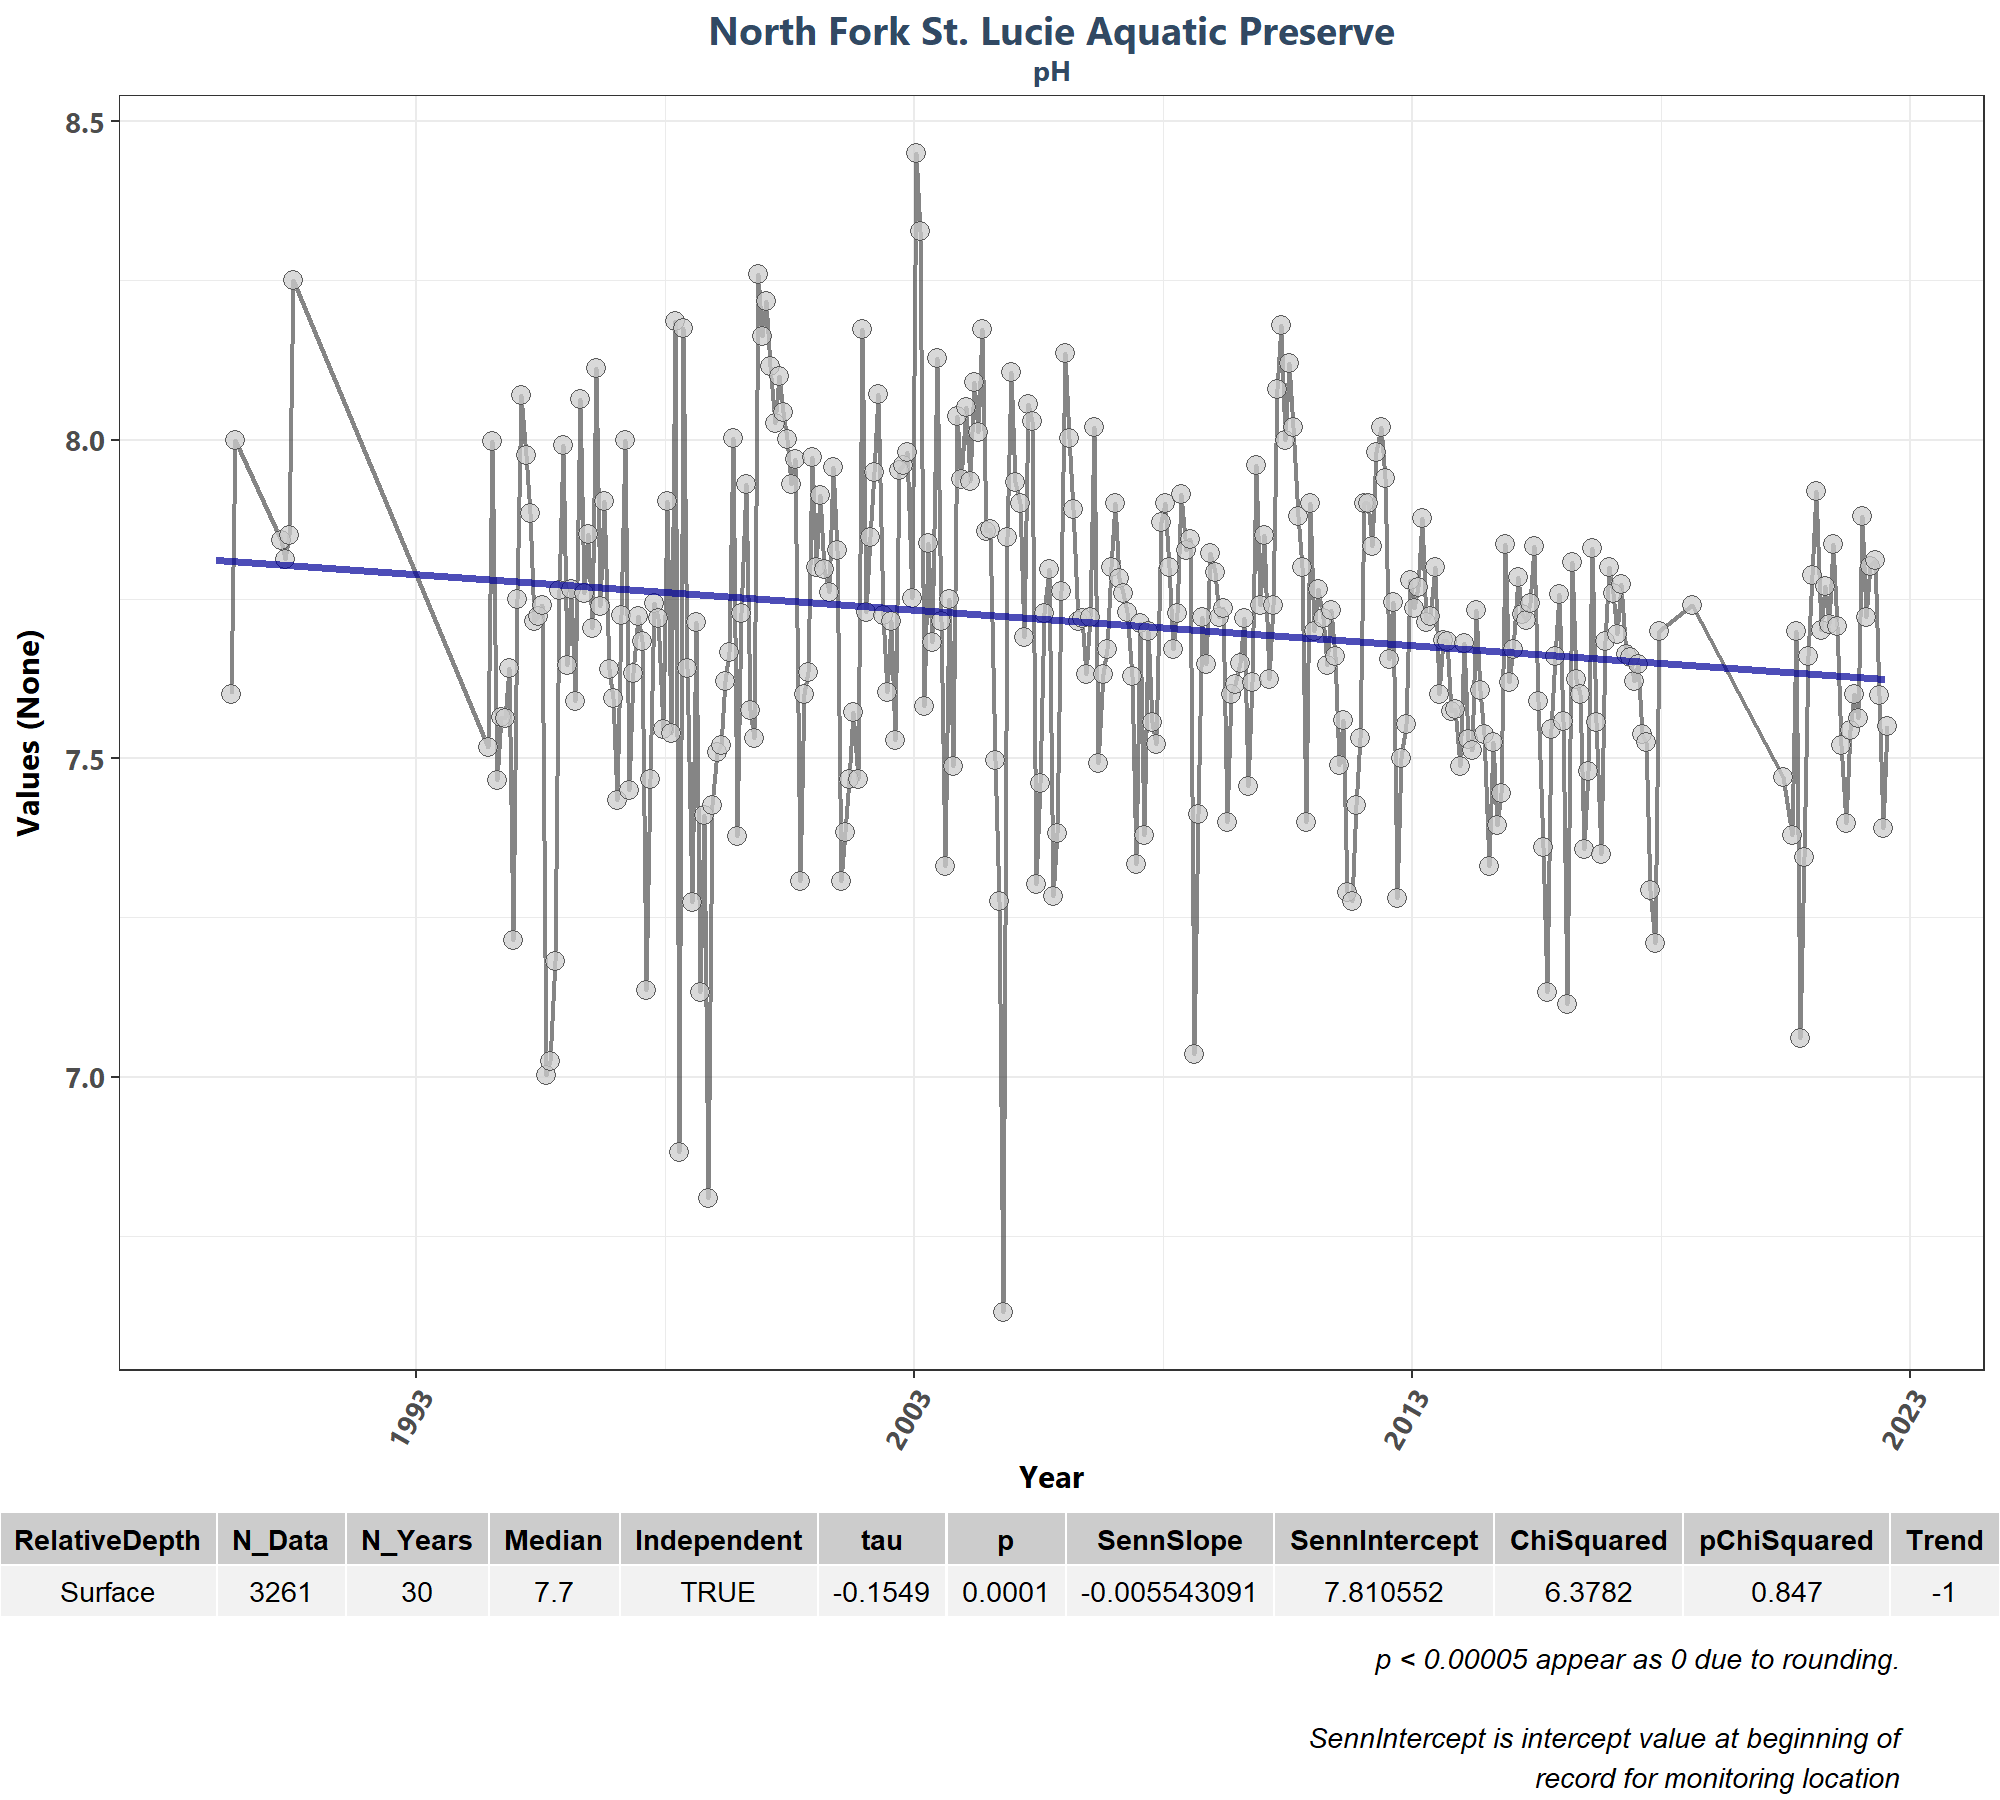 North Fork St. Lucie Aquatic Preserve
pH
8.5
8.0
7.5
7.0
Values (None)
1993
2003
2013
2023
Year
RelativeDepth N_Data N_Years Median Independent tau p SennSlope SennIntercept ChiSquared pChiSquared Trend
Surface 3261 30 7.7 TRUE -0.1549 0.0001 -0.005543091 7.810552 6.3782 0.847 -1
p < 0.00005 appear as 0 due to rounding.
SennIntercept is intercept value at beginning of
record for monitoring location